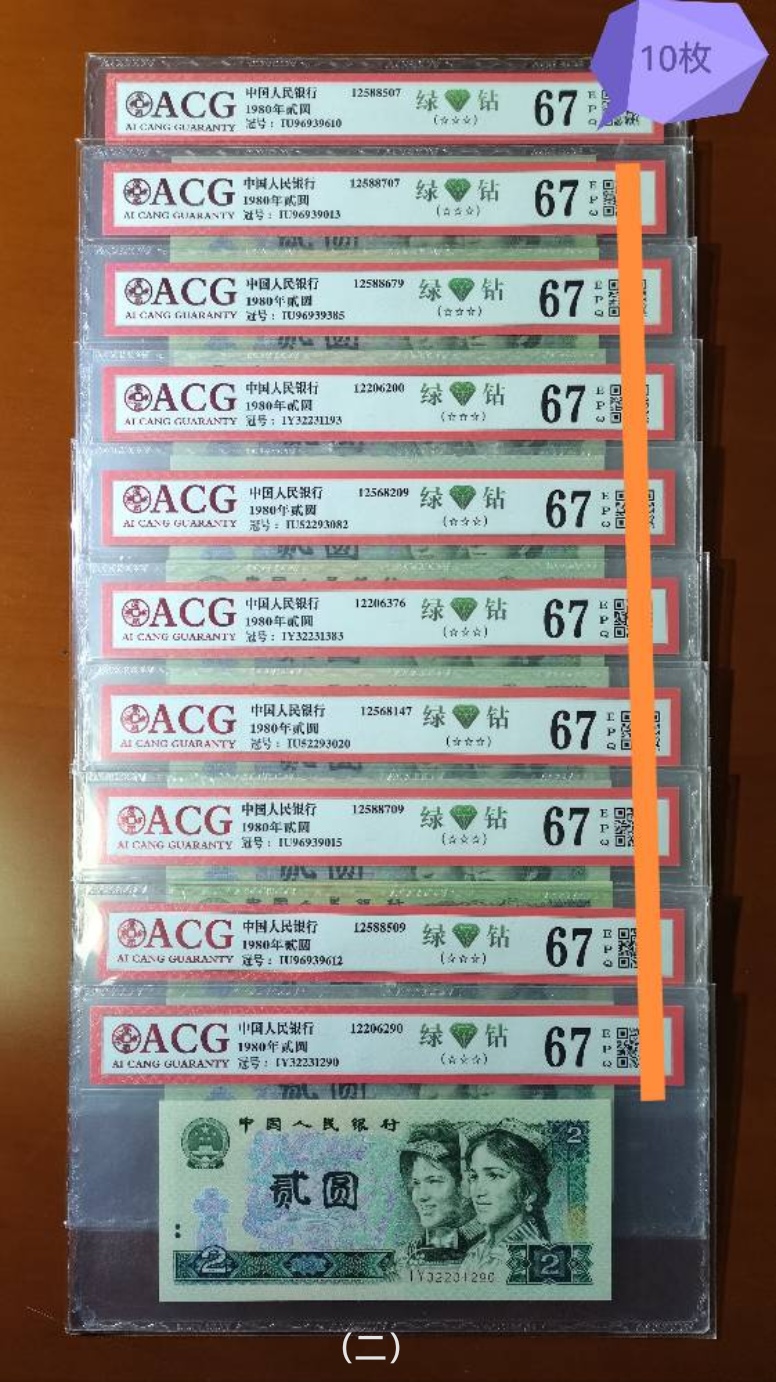 10枚
ACG 中国人民银行 12588507 绿 钻 67 E
AI CANG GUARANTY 1980年贰圆 (☆☆☆) P
冠号：IU96939610 Q
ACG 中国人民银行 12588707 绿 钻 67 E
AI CANG GUARANTY 1980年贰圆 (☆☆☆) P
冠号：IU96939013 Q
ACG 中国人民银行 12588679 绿 钻 67 E
AI CANG GUARANTY 1980年贰圆 (☆☆☆) P
冠号：IU96939385 Q
ACG 中国人民银行 12206200 绿 钻 67 E
AI CANG GUARANTY 1980年贰圆 (☆☆☆) P
冠号：IY32231193 Q
ACG 中国人民银行 12568209 绿 钻 67 E
AI CANG GUARANTY 1980年贰圆 (☆☆☆) P
冠号：IU52293082 Q
ACG 中国人民银行 12206376 绿 钻 67 E
AI CANG GUARANTY 1980年贰圆 (☆☆☆) P
冠号：IY32231383 Q
ACG 中国人民银行 12568147 绿 钻 67 E
AI CANG GUARANTY 1980年贰圆 (☆☆☆) P
冠号：IU52293020 Q
ACG 中国人民银行 12588709 绿 钻 67 E
AI CANG GUARANTY 1980年贰圆 (☆☆☆) P
冠号：IU96939015 Q
ACG 中国人民银行 12588509 绿 钻 67 E
AI CANG GUARANTY 1980年贰圆 (☆☆☆) P
冠号：IU96939612 Q
ACG 中国人民银行 12206290 绿 钻 67 E
AI CANG GUARANTY 1980年贰圆 (☆☆☆) P
冠号：IY32231290 Q
中国人民银行
2
贰圆
2
IY32231290
2
(二)